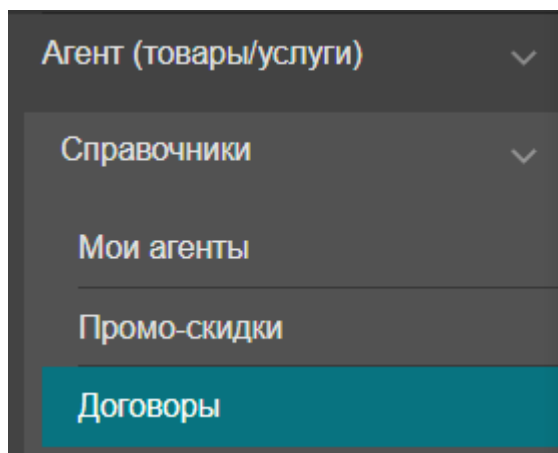 Агент (товары/услуги)
Справочники
Мои агенты
Промо-скидки
Договоры